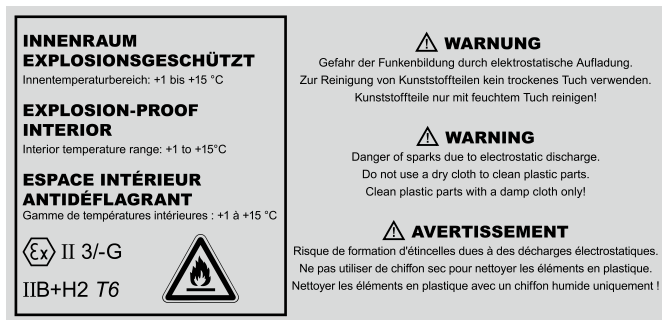 INNENRAUM
EXPLOSIONSGESCHÜTZT
Innentemperaturbereich: +1 bis +15 °C
EXPLOSION-PROOF
INTERIOR
Interior temperature range: +1 to +15°C
ESPACE INTÉRIEUR
ANTIDÉFLAGRANT
Gamme de températures intérieures : +1 à +15 °C
Ex II 3/-G
IIB+H2 T6
WARNUNG
Gefahr der Funkenbildung durch elektrostatische Aufladung.
Zur Reinigung von Kunststoffteilen kein trockenes Tuch verwenden.
Kunststoffteile nur mit feuchtem Tuch reinigen!
WARNING
Danger of sparks due to electrostatic discharge.
Do not use a dry cloth to clean plastic parts.
Clean plastic parts with a damp cloth only!
AVERTISSEMENT
Risque de formation d'étincelles dues à des décharges électrostatiques.
Ne pas utiliser de chiffon sec pour nettoyer les éléments en plastique.
Nettoyer les éléments en plastique avec un chiffon humide uniquement !